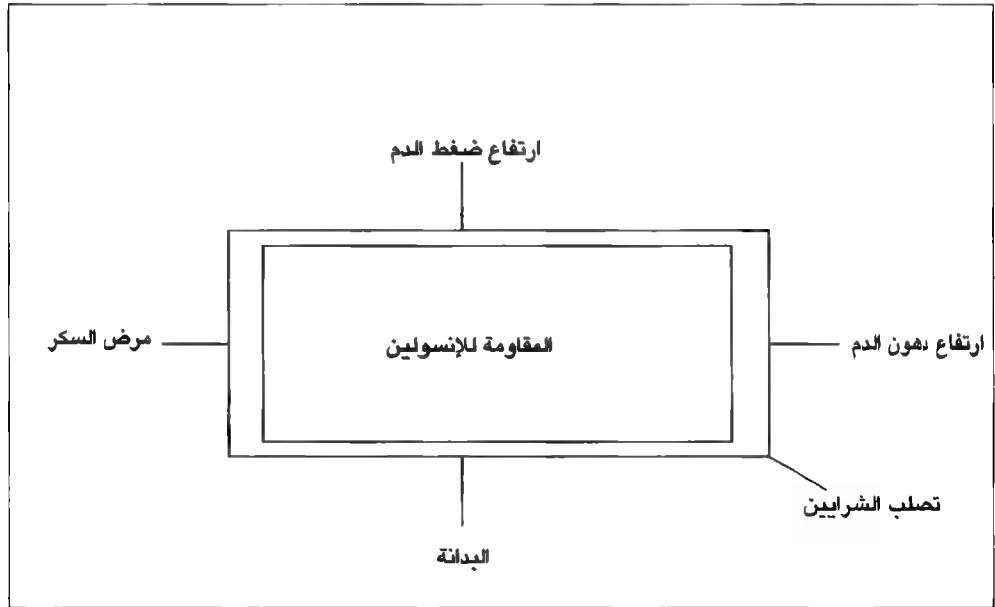 ارتفاع ضغط الدم
ارتفاع دهون الدم
المقاومة للإنسولين
مرض السكر
تصلب الشرايين
البدانة